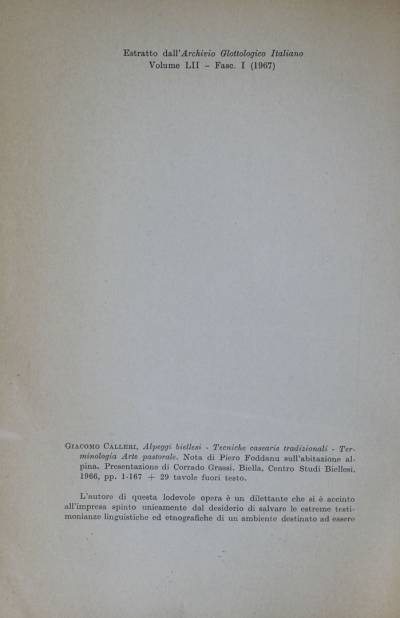 Estratto dall'Archivio Glottologico Italiano
Volume LII – Fasc. I (1967)
GIACOMO CALLERI, Alpeggi biellesi - Tecniche casearie tradizionali - Ter-
minologia Arte pastorale. Nota di Piero Foddanu sull'abitazione al-
pina. Presentazione di Corrado Grassi. Biella, Centro Studi Biellesi.
1966, pp. 1-167 + 29 tavole fuori testo.
L'autore di questa lodevole opera è un dilettante che si è accinto
all'impresa spinto unicamente dal desiderio di salvare le estreme testi-
monianze linguistiche ed etnografiche di un ambiente destinato ad essere